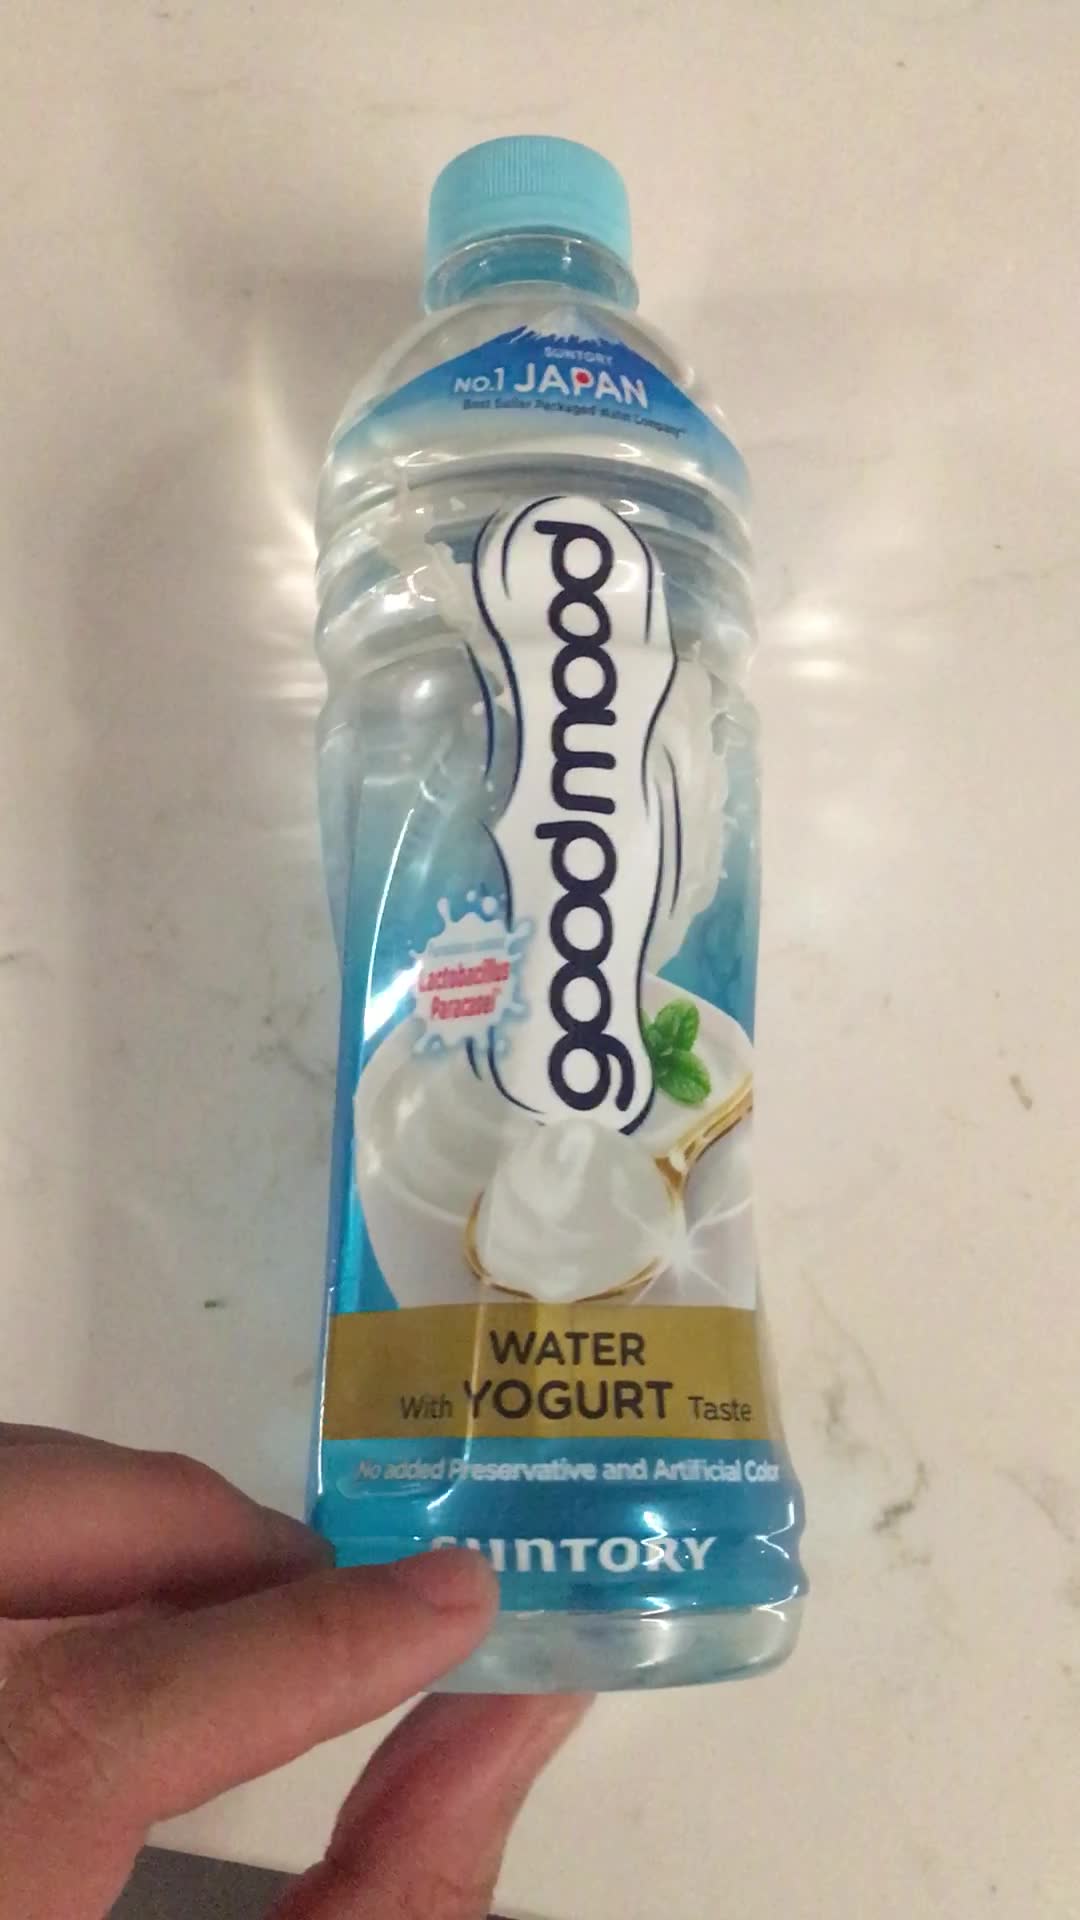 SUNTORY
NO.1 JAPAN
Best Seller Packaged Water Company
goodmood
Lactobacillus
Paracasei
WATER
With YOGURT Taste
No added Preservative and Artificial Color
SUNTORY